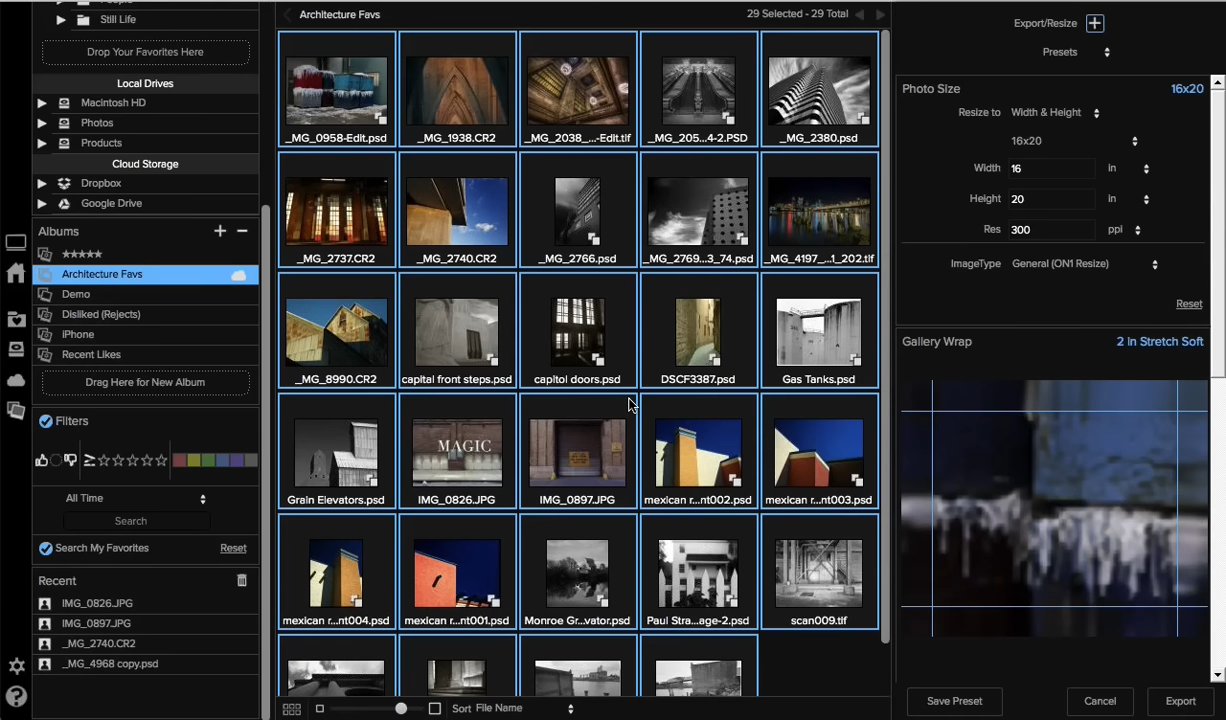 Still Life
Drop Your Favorites Here
Local Drives
Macintosh HD
Photos
Products
Cloud Storage
Dropbox
Google Drive
Albums
★★★★★
Architecture Favs
Demo
Disliked (Rejects)
iPhone
Recent Likes
Drag Here for New Album
Filters
All Time
Search
Search My Favorites Reset
Recent
IMG_0826.JPG
IMG_0897.JPG
_MG_2740.CR2
_MG_4968 copy.psd
Architecture Favs 29 Selected - 29 Total
_MG_0958-Edit.psd _MG_1938.CR2 _MG_2038_...-Edit.tif _MG_205...4-2.PSD _MG_2380.psd
_MG_2737.CR2 _MG_2740.CR2 _MG_2766.psd _MG_2769...3_74.psd _MG_4197_...1_202.tif
_MG_8990.CR2 capital front steps.psd capitol doors.psd DSCF3387.psd Gas Tanks.psd
MAGIC
Grain Elevators.psd IMG_0826.JPG IMG_0897.JPG mexican r...nt002.psd mexican r...nt003.psd
mexican r...nt004.psd mexican r...nt001.psd Monroe Gr...vator.psd Paul Stra...age-2.psd scan009.tif
Sort File Name
Export/Resize
Presets
Photo Size 16x20
Resize to Width & Height
16x20
Width 16 in
Height 20 in
Res 300 ppi
ImageType General (ON1 Resize)
Reset
Gallery Wrap 2 in Stretch Soft
Save Preset Cancel Export